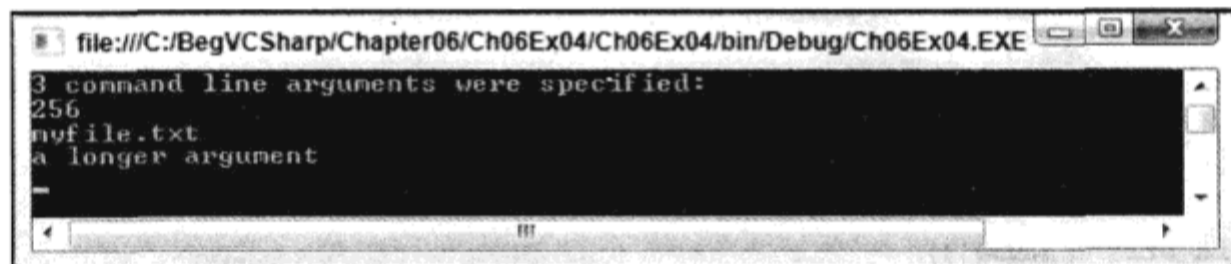 file:///C:/BegVCSharp/Chapter06/Ch06Ex04/Ch06Ex04/bin/Debug/Ch06Ex04.EXE
3 command line arguments were specified:
256
myfile.txt
a longer argument